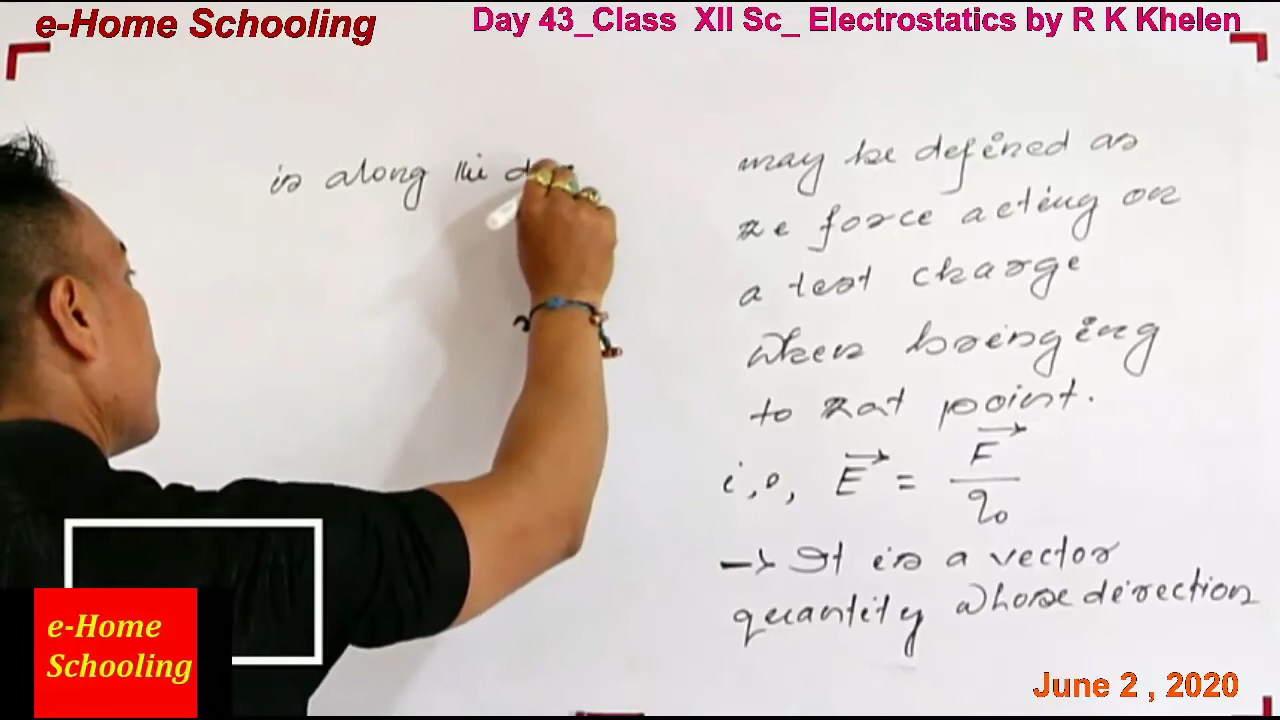 e-Home Schooling
Day 43_Class XII Sc_ Electrostatics by R K Khelen
may be defined as
the force acting on
a test charge
when bringing
to that point.
i,e, E = F / q0
→ It is a vector
quantity whose direction
is along the
e-Home
Schooling
June 2 , 2020